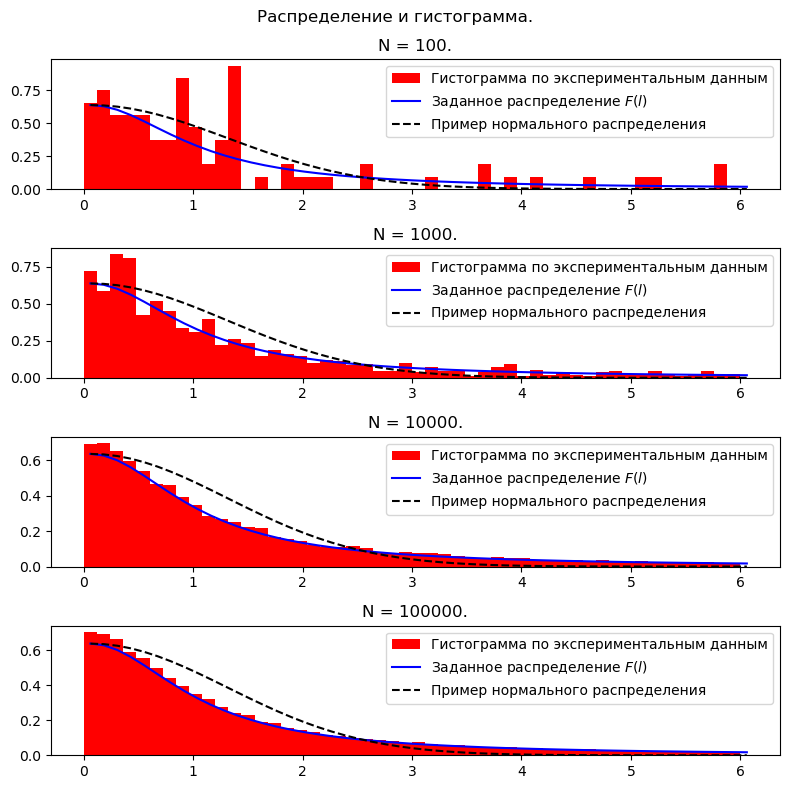 Распределение и гистограмма.
N = 100.
0.75
0.50
0.25
0.00
Гистограмма по экспериментальным данным
Заданное распределение F(l)
Пример нормального распределения
0 1 2 3 4 5 6
N = 1000.
0.75
0.50
0.25
0.00
Гистограмма по экспериментальным данным
Заданное распределение F(l)
Пример нормального распределения
0 1 2 3 4 5 6
N = 10000.
0.6
0.4
0.2
0.0
Гистограмма по экспериментальным данным
Заданное распределение F(l)
Пример нормального распределения
0 1 2 3 4 5 6
N = 100000.
0.6
0.4
0.2
0.0
Гистограмма по экспериментальным данным
Заданное распределение F(l)
Пример нормального распределения
0 1 2 3 4 5 6